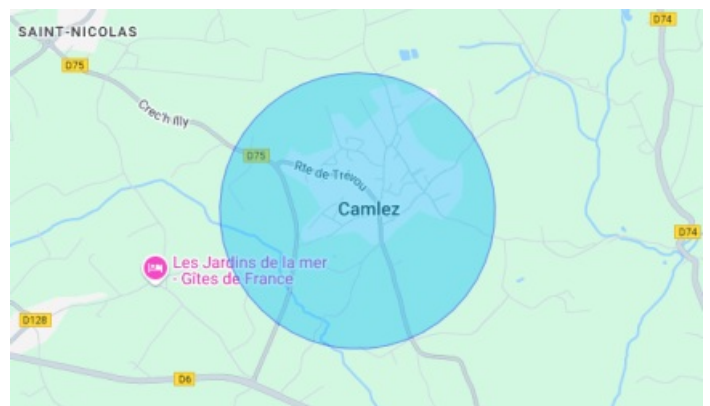 SAINT-NICOLAS
D74
D75
Crec'h Illy
D75
Rte de Trévou
Camlez
D74
Les Jardins de la mer
- Gîtes de France
D128
D6